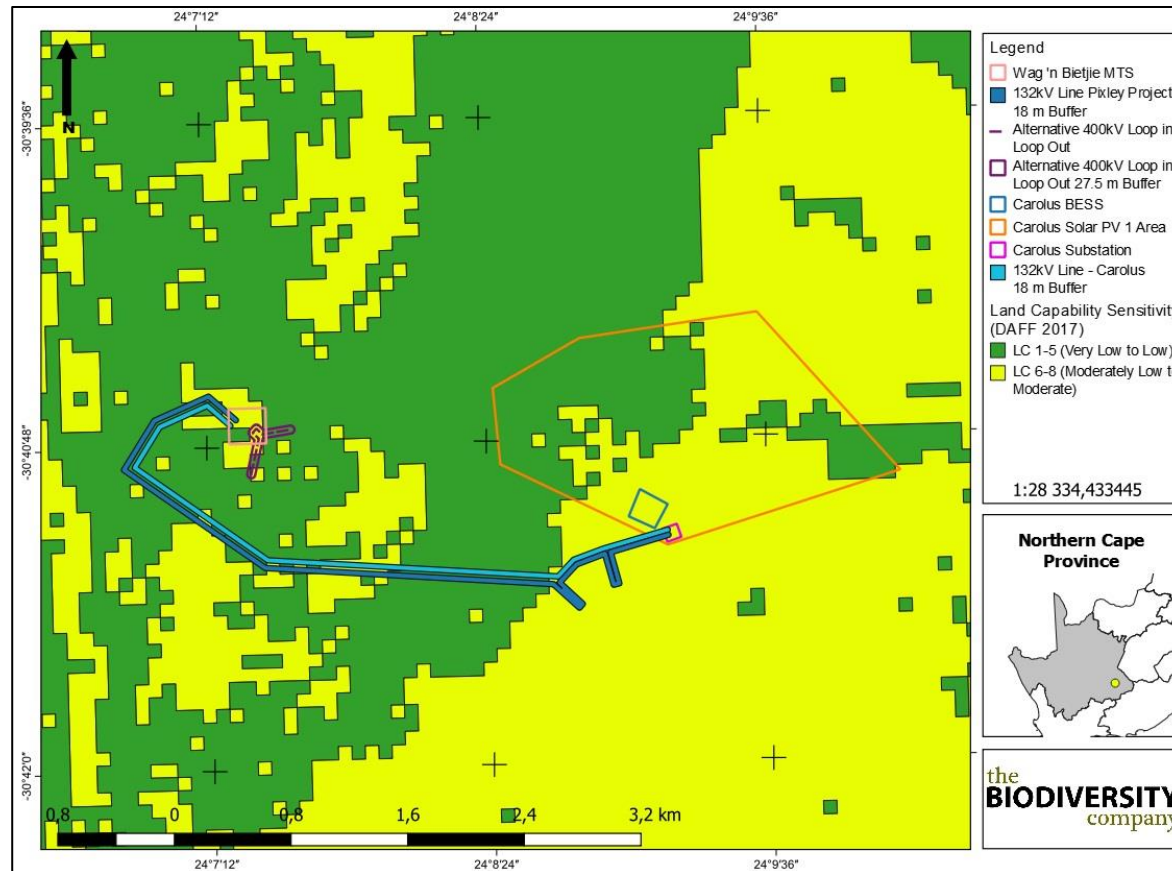 24°7'12" 24°8'24" 24°9'36"
-30°39'36"
-30°40'48"
-30°42'0"
N
0,8 0 0,8 1,6 2,4 3,2 km
24°7'12" 24°8'24" 24°9'36"
Legend
Wag 'n Bietjie MTS
132kV Line Pixley Project
18 m Buffer
Alternative 400kV Loop in
Loop Out
Alternative 400kV Loop in
Loop Out 27.5 m Buffer
Carolus BESS
Carolus Solar PV 1 Area
Carolus Substation
132kV Line - Carolus
18 m Buffer
Land Capability Sensitivit
(DAFF 2017)
LC 1-5 (Very Low to Low)
LC 6-8 (Moderately Low t
Moderate)
1:28 334,433445
Northern Cape
Province
the
BIODIVERSITY
company